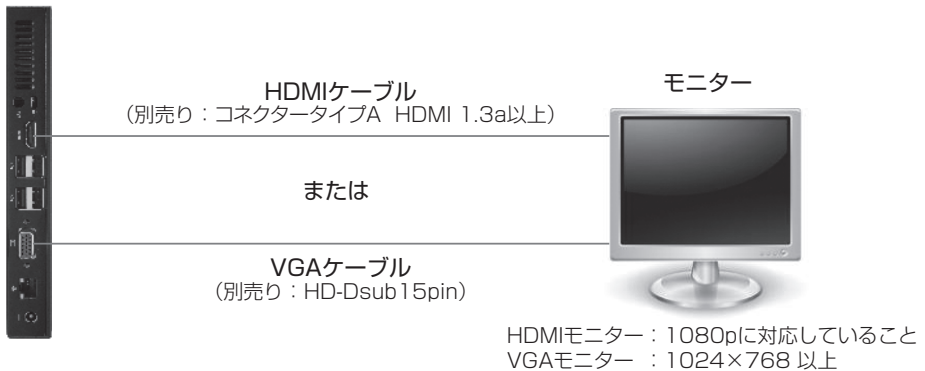 HDMIケーブル
（別売り：コネクタータイプA HDMI 1.3a以上）
モニター
または
VGAケーブル
（別売り：HD-Dsub15pin）
HDMIモニター：1080pに対応していること
VGAモニター ：1024×768 以上